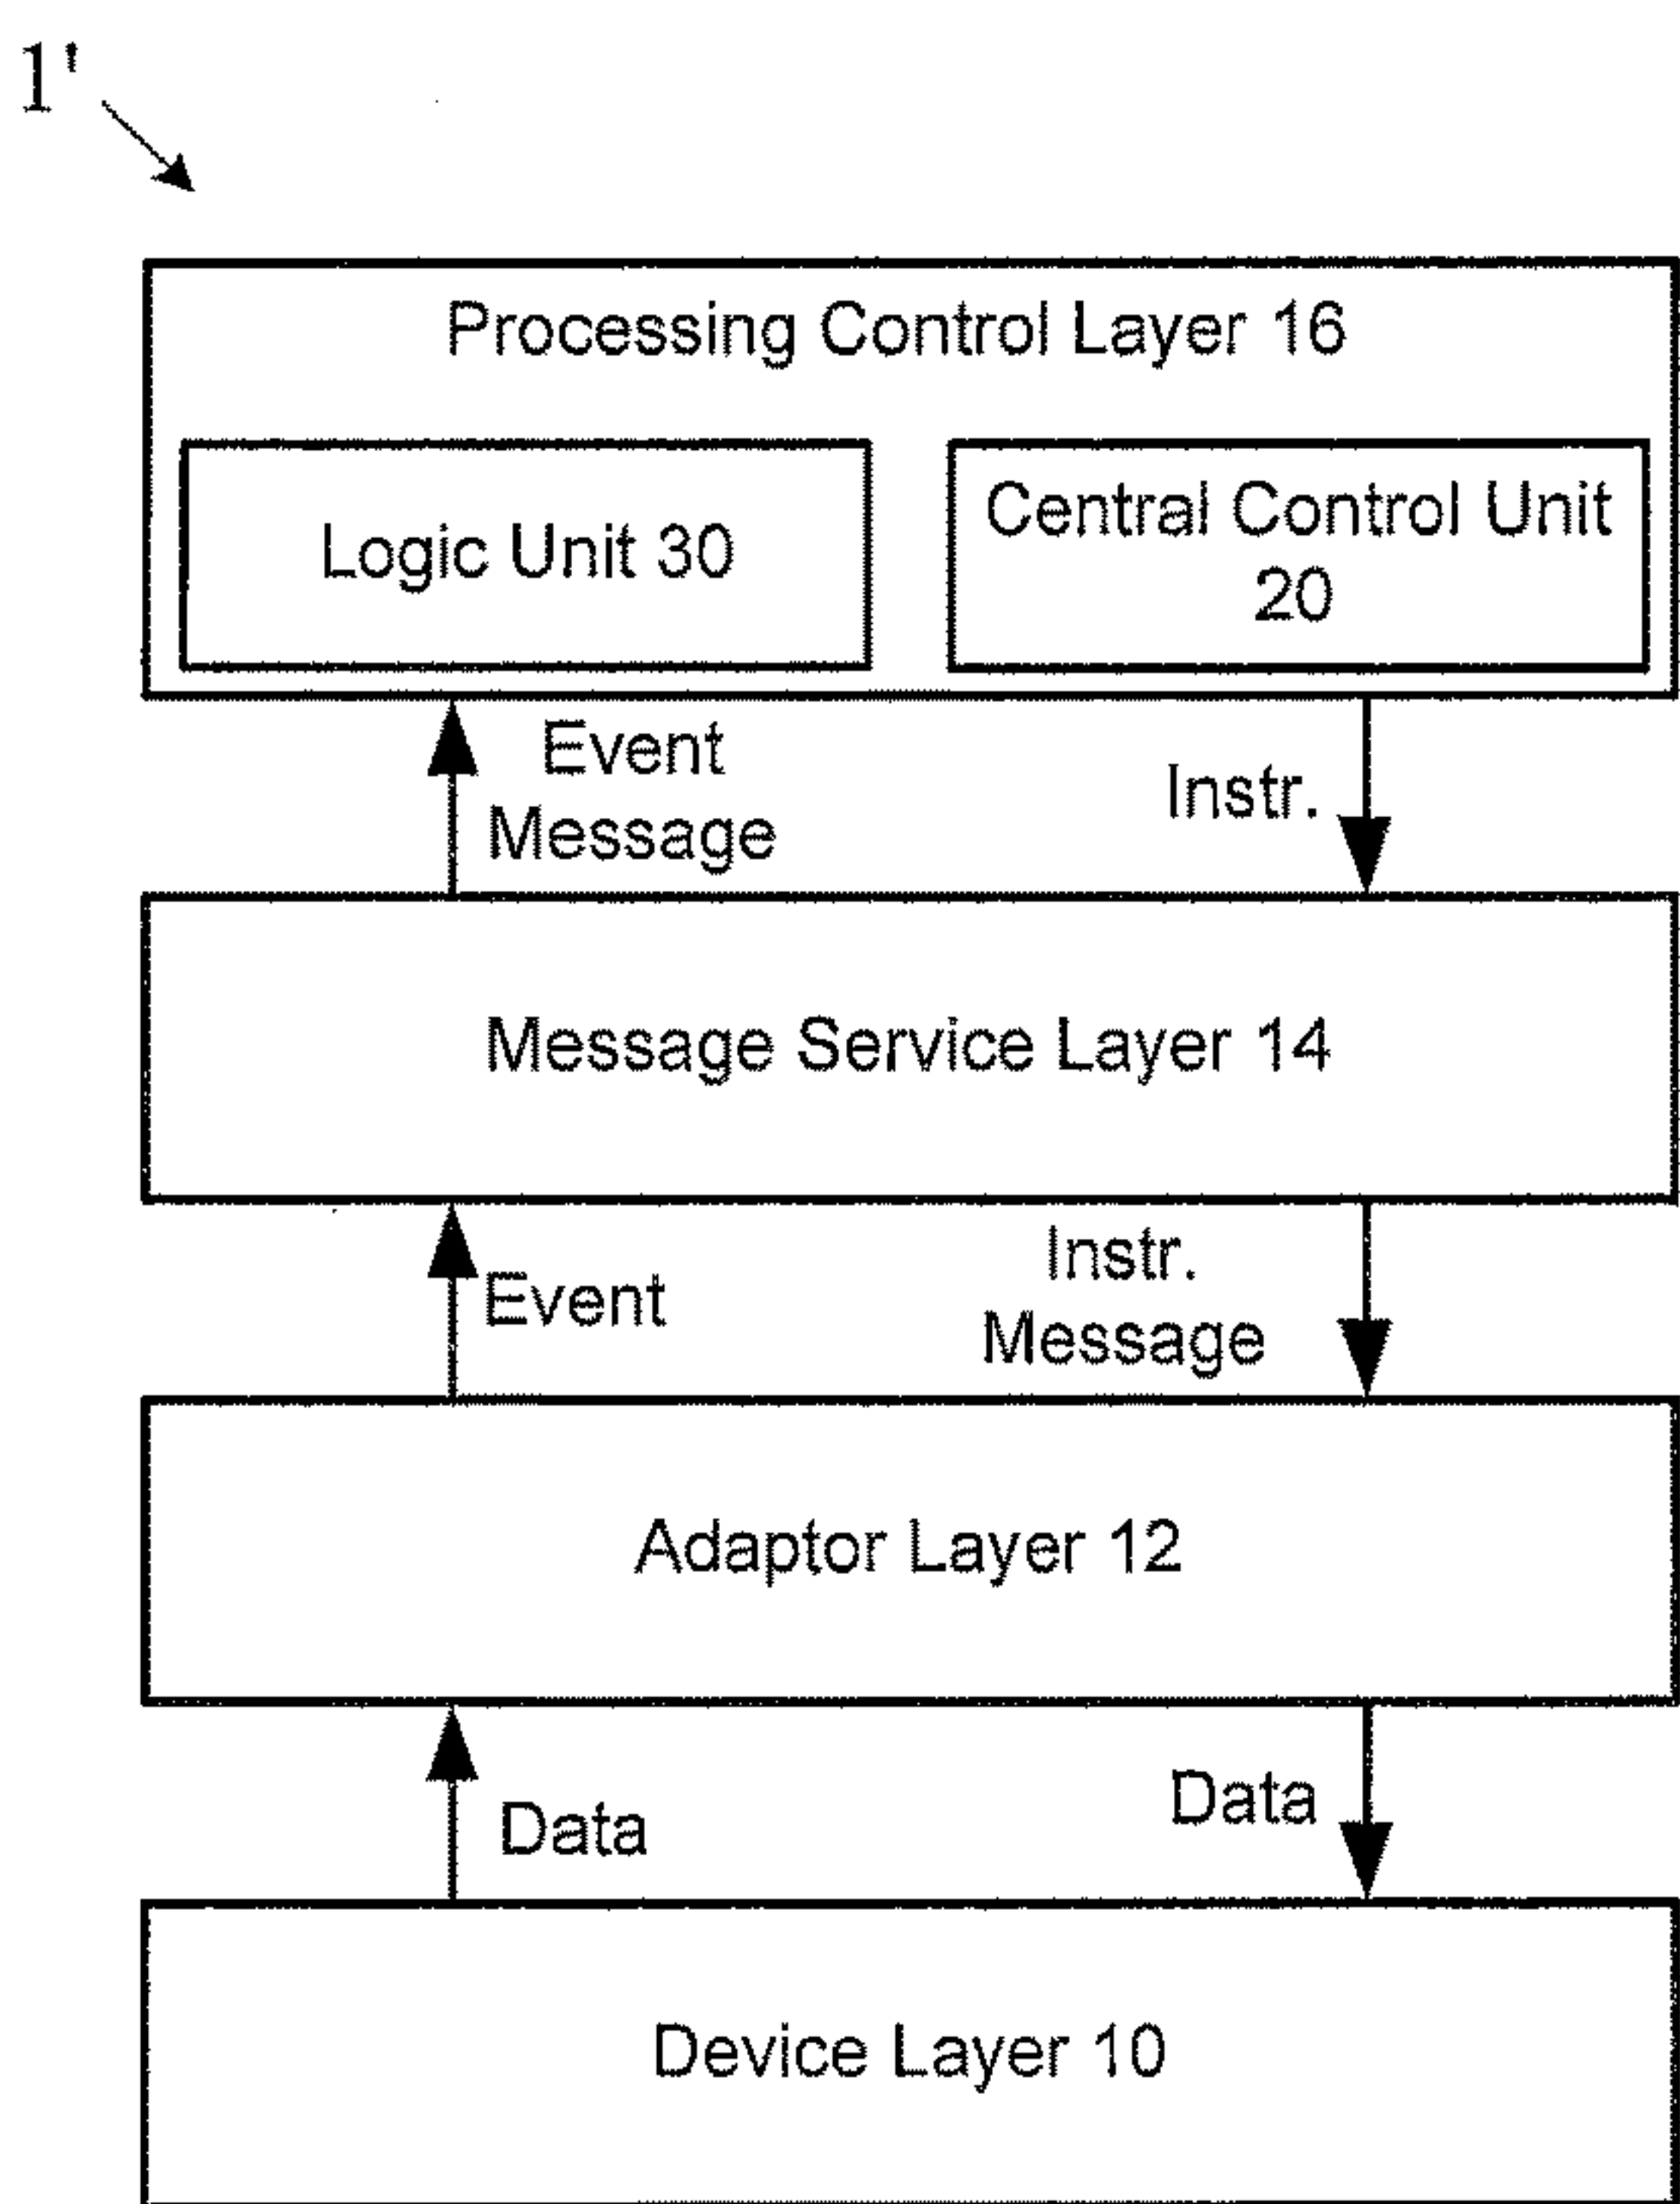 1'
Processing Control Layer 16
Logic Unit 30
Central Control Unit
20
Event
Message
Instr.
Message Service Layer 14
Event
Instr.
Message
Adaptor Layer 12
Data
Data
Device Layer 10